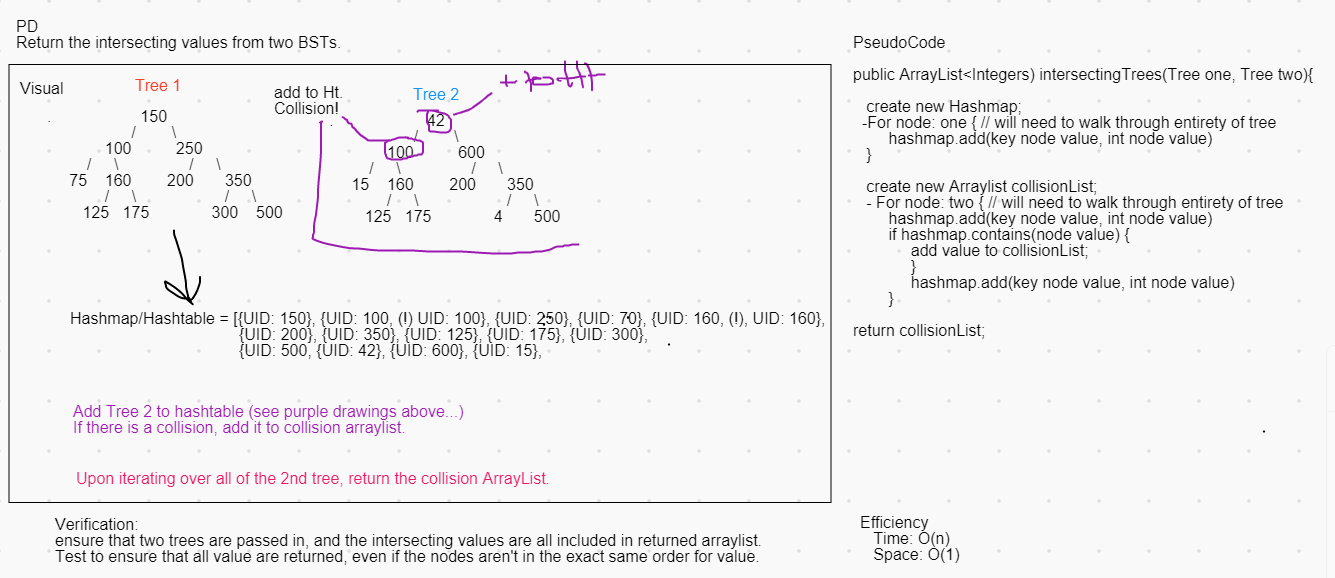 PD
Return the intersecting values from two BSTs.
Visual
Tree 1
150
100 250
75 160 200 350
125 175 300 500
add to Ht.
Collision!
Tree 2
42
100 600
15 160 200 350
125 175 4 500
+ to Ht
Hashmap/Hashtable = [{UID: 150}, {UID: 100, (!) UID: 100}, {UID: 250}, {UID: 70}, {UID: 160, (!), UID: 160},
{UID: 200}, {UID: 350}, {UID: 125}, {UID: 175}, {UID: 300},
{UID: 500, {UID: 42}, {UID: 600}, {UID: 15},
Add Tree 2 to hashtable (see purple drawings above...)
If there is a collision, add it to collision arraylist.
Upon iterating over all of the 2nd tree, return the collision ArrayList.
Verification:
ensure that two trees are passed in, and the intersecting values are all included in returned arraylist.
Test to ensure that all value are returned, even if the nodes aren't in the exact same order for value.
PseudoCode
public ArrayList<Integers) intersectingTrees(Tree one, Tree two){
create new Hashmap;
-For node: one { // will need to walk through entirety of tree
hashmap.add(key node value, int node value)
}
create new Arraylist collisionList;
- For node: two { // will need to walk through entirety of tree
hashmap.add(key node value, int node value)
if hashmap.contains(node value) {
add value to collisionList;
}
hashmap.add(key node value, int node value)
}
return collisionList;
Efficiency
Time: O(n)
Space: O(1)